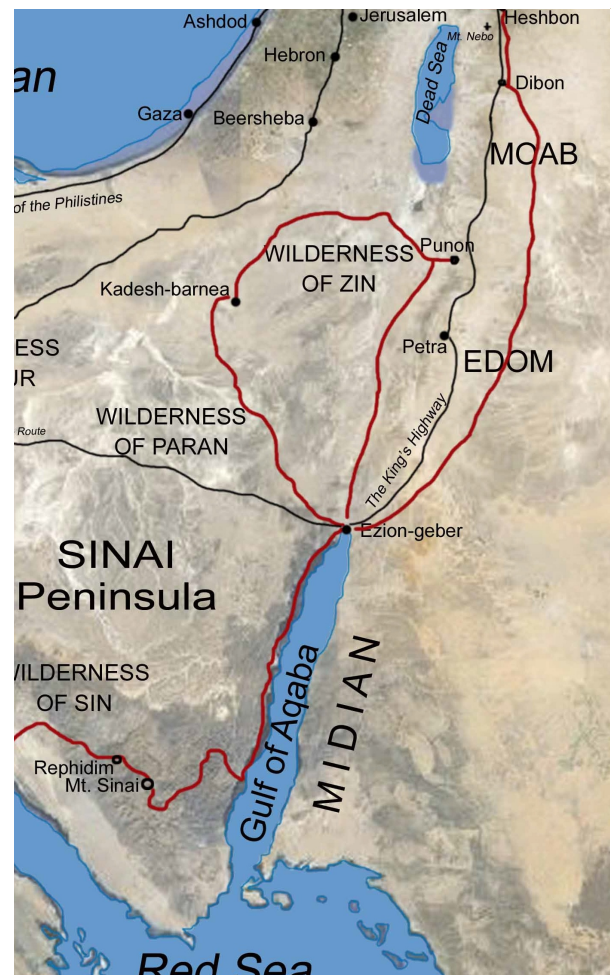 Ashdod
Jerusalem
Heshbon
Mt. Nebo
Hebron
an
Dead Sea
Dibon
Gaza
Beersheba
MOAB
of the Philistines
WILDERNESS
OF ZIN
Punon
Kadesh-barnea
ESS
UR
Petra
EDOM
WILDERNESS
OF PARAN
Route
The King's Highway
Ezion-geber
SINAI
Peninsula
WILDERNESS
OF SIN
Gulf of Aqaba
MIDIAN
Rephidim
Mt. Sinai
Red Sea